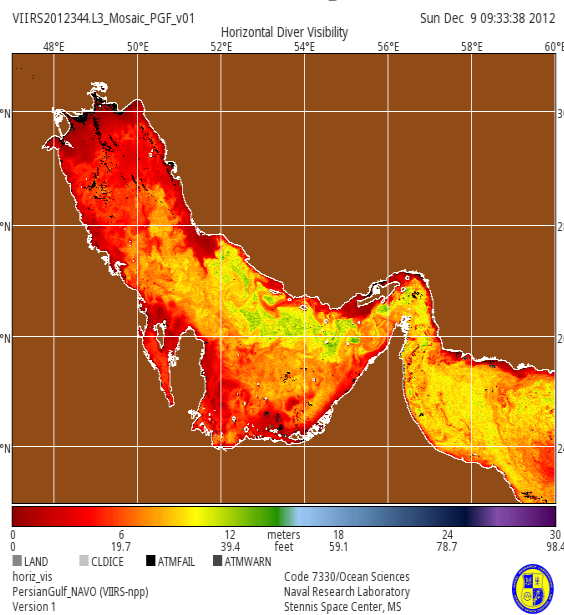 VIIRS2012344.L3_Mosaic_PGF_v01 Sun Dec 9 09:33:38 2012
Horizontal Diver Visibility
48°E 50°E 52°E 54°E 56°E 58°E 60°E
0 6 12 meters 18 24 30
0 19.7 39.4 feet 59.1 78.7 98.4
LAND CLDICE ATMFAIL ATMWARN
horiz_vis Code 7330/Ocean Sciences
PersianGulf_NAVO (VIIRS-npp) Naval Research Laboratory
Version 1 Stennis Space Center, MS